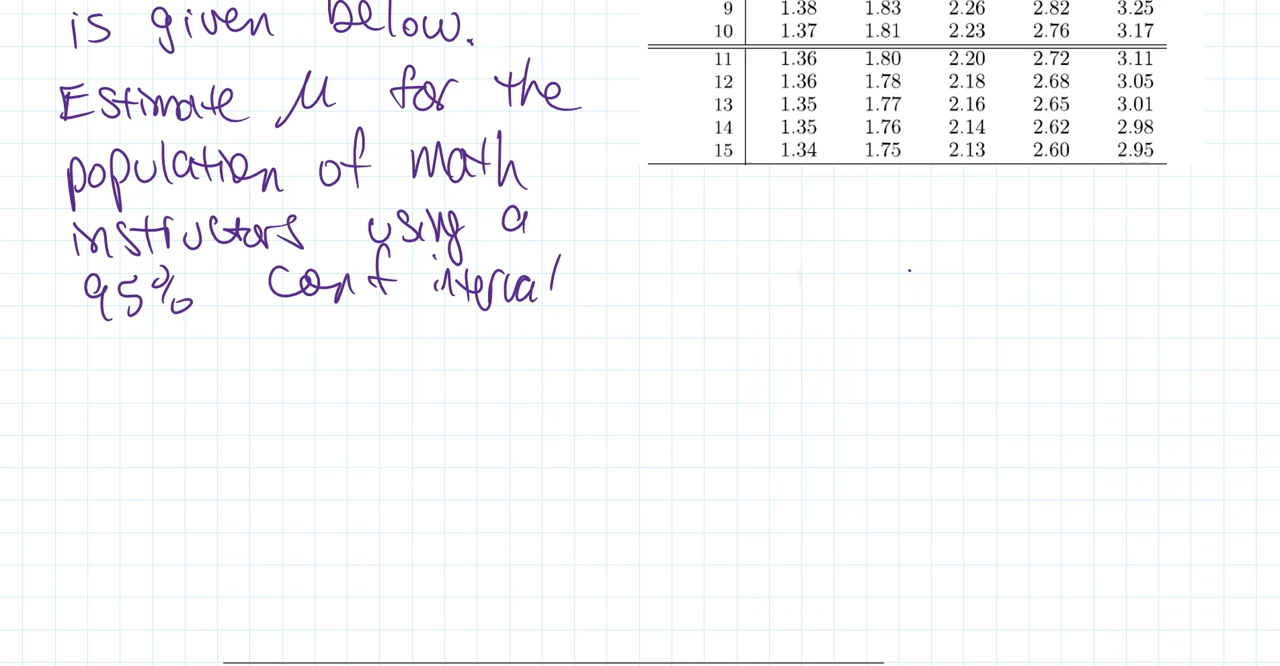 is given below.
Estimate μ for the
population of math
instructors using a
95% conf interval
9 1.38 1.83 2.26 2.82 3.25
10 1.37 1.81 2.23 2.76 3.17
11 1.36 1.80 2.20 2.72 3.11
12 1.36 1.78 2.18 2.68 3.05
13 1.35 1.77 2.16 2.65 3.01
14 1.35 1.76 2.14 2.62 2.98
15 1.34 1.75 2.13 2.60 2.95